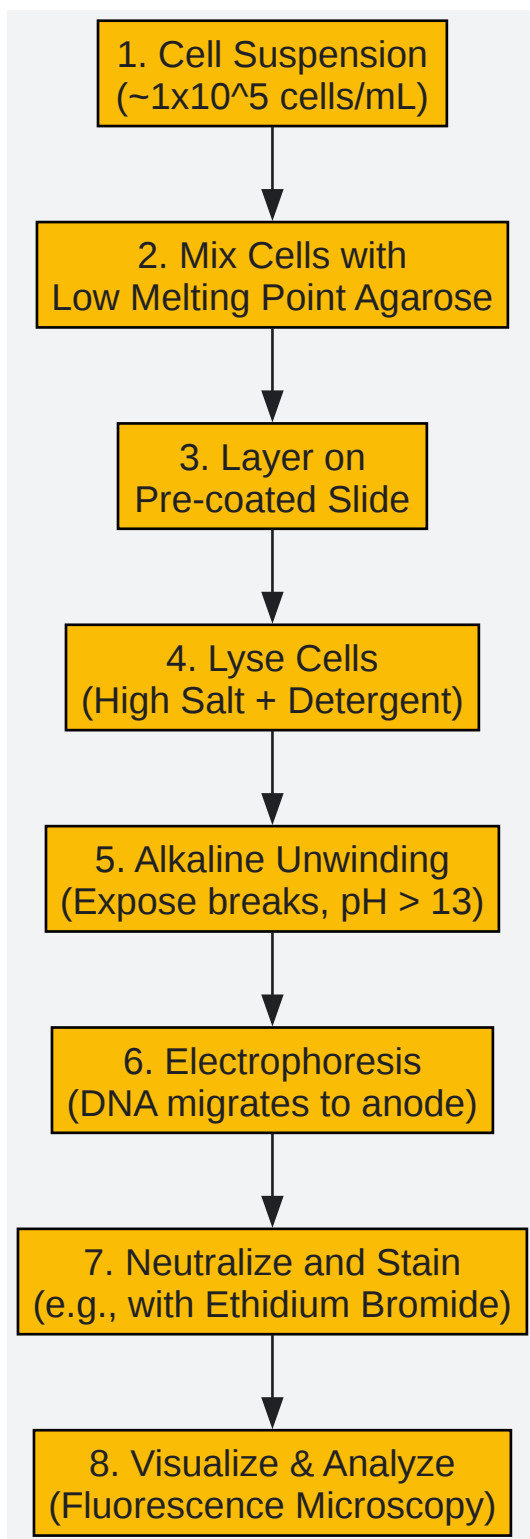 1. Cell Suspension
(~1x10^5 cells/mL)
2. Mix Cells with
Low Melting Point Agarose
3. Layer on
Pre-coated Slide
4. Lyse Cells
(High Salt + Detergent)
5. Alkaline Unwinding
(Expose breaks, pH > 13)
6. Electrophoresis
(DNA migrates to anode)
7. Neutralize and Stain
(e.g., with Ethidium Bromide)
8. Visualize & Analyze
(Fluorescence Microscopy)